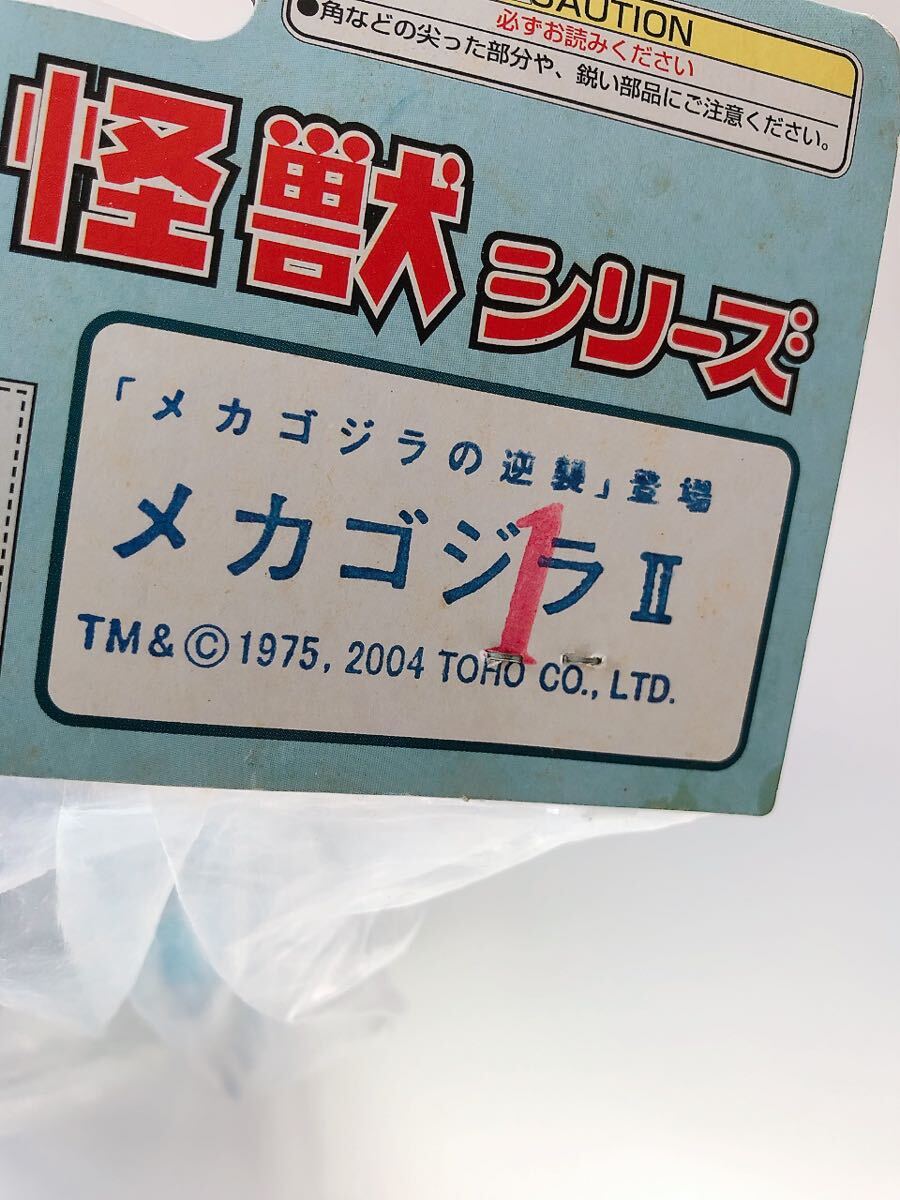 CAUTION
必ずお読みください
●角などの尖った部分や、鋭い部品にご注意ください。
怪獣シリーズ
「メカゴジラの逆襲」登場
メカゴジラⅡ
1
TM & © 1975, 2004 TOHO CO., LTD.